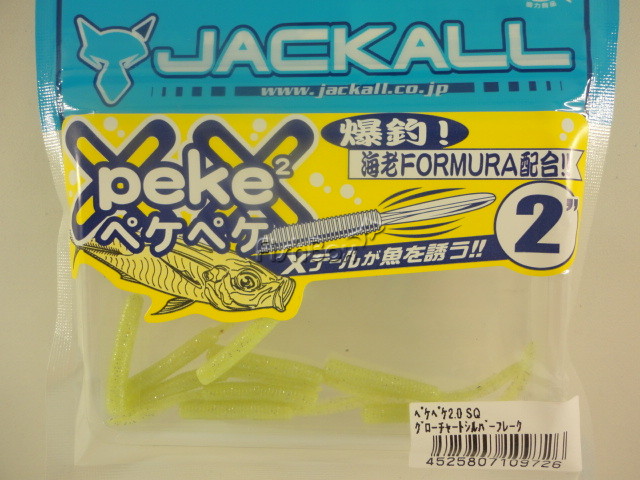 JACKALL
www.jackall.co.jp
爆釣!
海老FORMURA配合!!
peke²
ペケペケ
2"
Xテールが魚を誘う!!
ペケペケ2.0 SQ
グローチャートシルバーフレーク
4525807109726